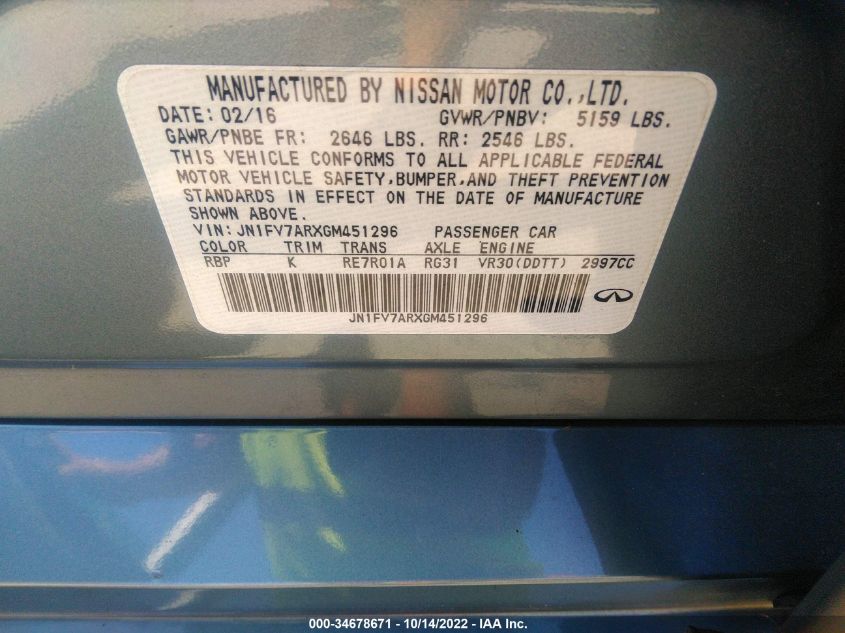 MANUFACTURED BY NISSAN MOTOR CO.,LTD.
DATE: 02/16 GVWR/PNBV: 5159 LBS.
GAWR/PNBE FR: 2646 LBS. RR: 2546 LBS.
THIS VEHICLE CONFORMS TO ALL APPLICABLE FEDERAL
MOTOR VEHICLE SAFETY,BUMPER,AND THEFT PREVENTION
STANDARDS IN EFFECT ON THE DATE OF MANUFACTURE
SHOWN ABOVE.
VIN: JN1FV7ARXGM451296 PASSENGER CAR
COLOR TRIM TRANS AXLE ENGINE
RBP K RE7R01A RG31 VR30(DDTT) 2997CC
JN1FV7ARXGM451296
000-34678671 - 10/14/2022 - IAA Inc.